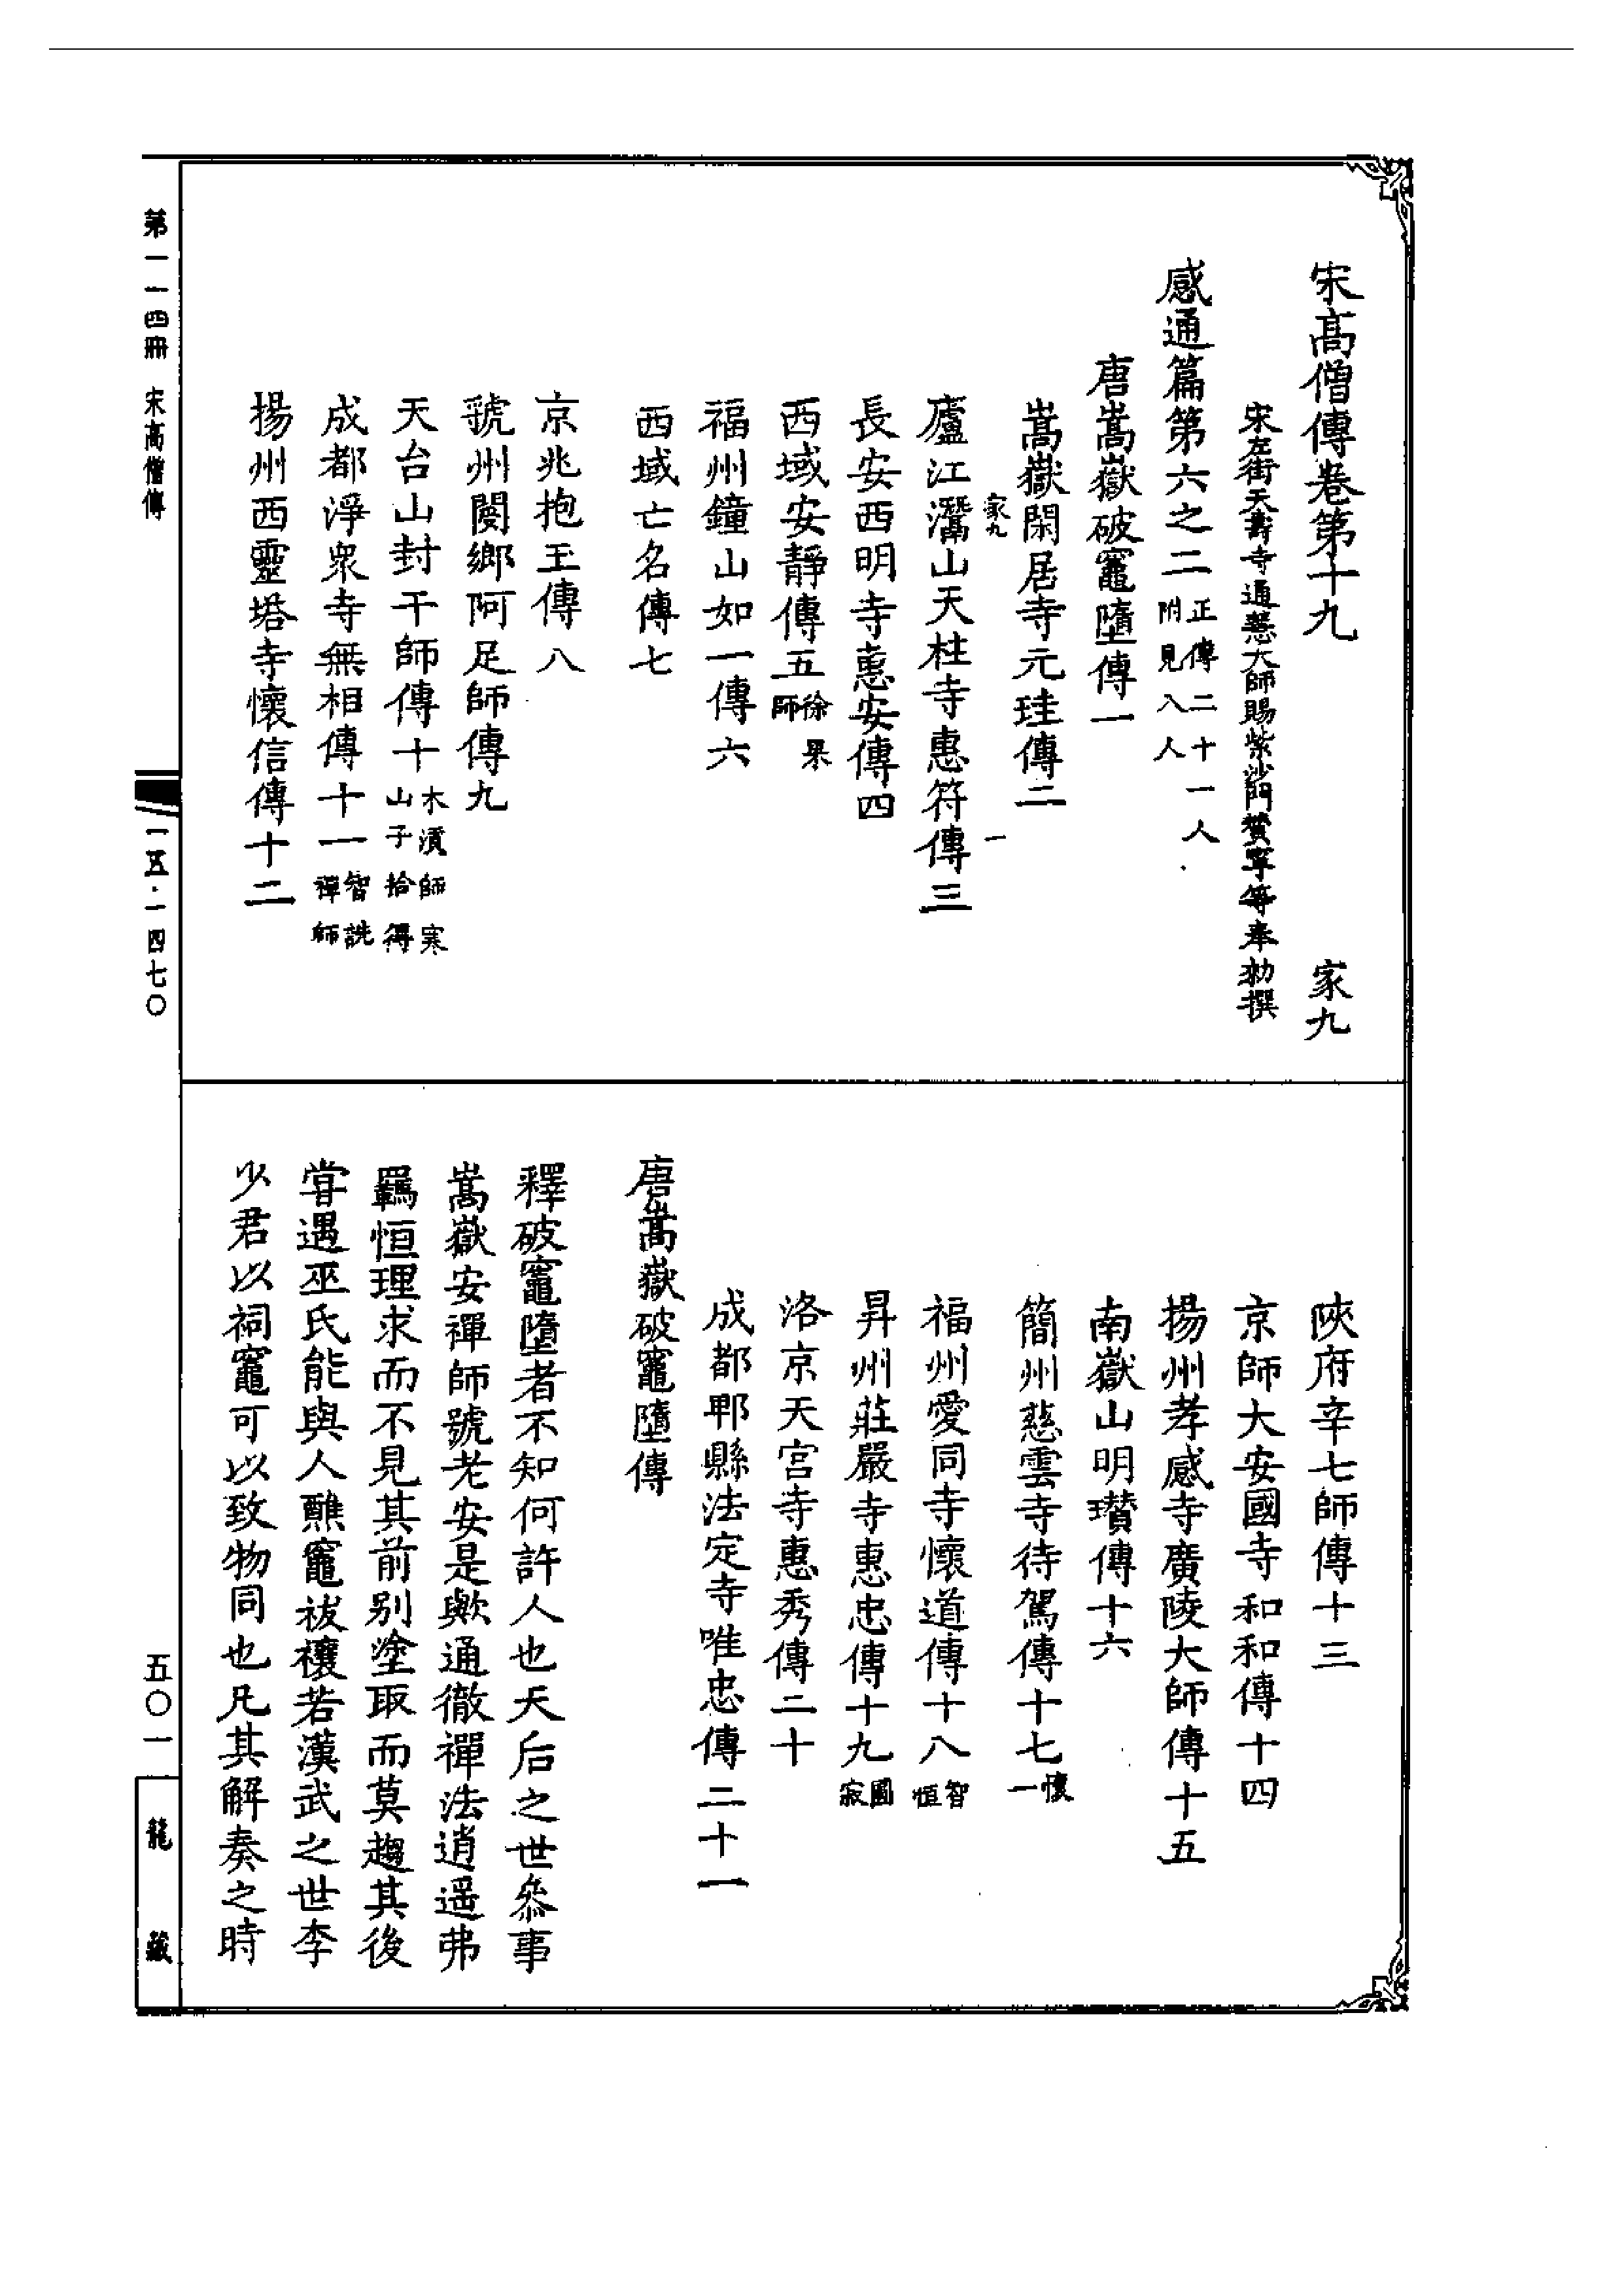 宋高僧傳卷第十九 家九
宋左街天壽寺通慧大師賜紫沙門贊寧等奉勅撰
感通篇第六之二 正傳二十一人 附見八人
唐嵩嶽破竈墮傳一
嵩嶽閑居寺元珪傳二
家九 一
廬江灊山天柱寺惠符傳三
長安西明寺惠安傳四
西域安靜傳五 徐果師
福州鐘山如一傳六
西域亡名傳七
京兆抱玉傳八
虢州閿鄉阿足師傳九
天台山封干師傳十 木㵎師寒山子拾得
成都淨衆寺無相傳十一 智詵禪師
揚州西靈塔寺懷信傳十二
陝府辛七師傳十三
京師大安國寺和和傳十四
揚州孝感寺廣陵大師傳十五
南嶽山明瓚傳十六
簡州慈雲寺待駕傳十七 懷一
福州愛同寺懷道傳十八 智恒
昇州莊嚴寺惠忠傳十九 圓寂
洛京天宮寺惠秀傳二十
成都郫縣法定寺唯忠傳二十一
唐嵩嶽破竈墮傳
釋破竈墮者不知何許人也天后之世叅事
嵩嶽安禪師號老安是歟通徹禪法逍遥弗
羈恒理求而不見其前别塗取而莫趨其後
甞遇巫氏能與人醮竈祓禳若漢武之世李
少君以祠竈可以致物同也凡其解奏之時
第一一四冊 宋高僧傳
一五·一四七〇
五〇一
龍藏